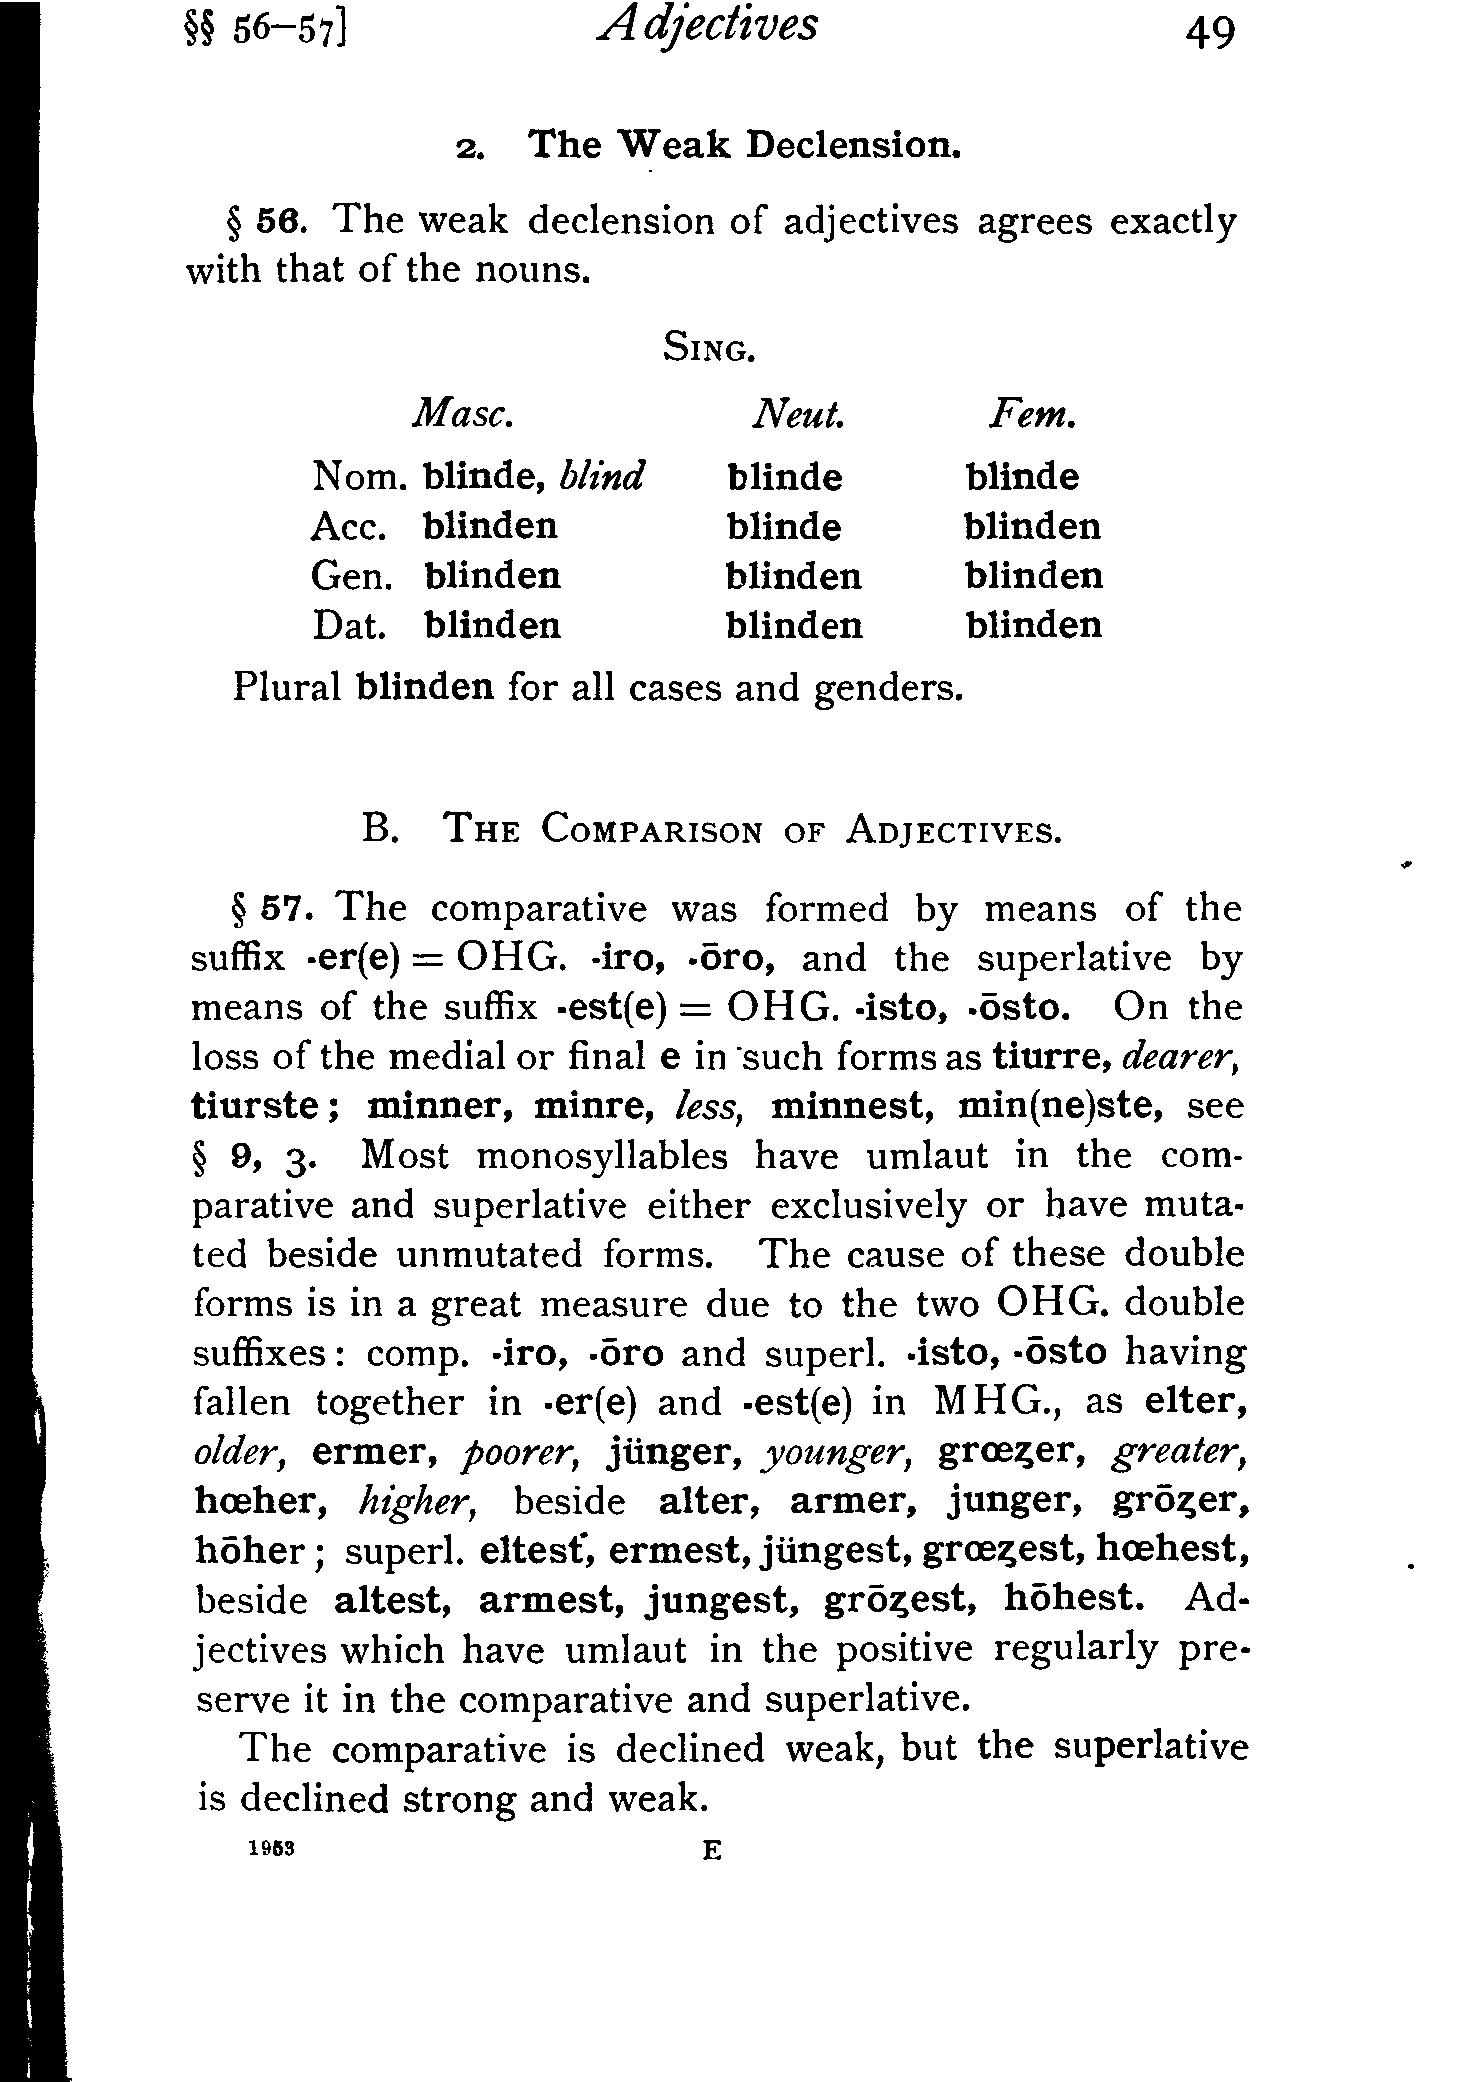 §§ 56–57] Adjectives 49
2. The Weak Declension.
§ 56. The weak declension of adjectives agrees exactly
with that of the nouns.
Sing.
Masc. Neut. Fem.
Nom. blinde, blind blinde blinde
Acc. blinden blinde blinden
Gen. blinden blinden blinden
Dat. blinden blinden blinden
Plural blinden for all cases and genders.
B. The Comparison of Adjectives.
§ 57. The comparative was formed by means of the
suffix -er(e) = OHG. -iro, -ōro, and the superlative by
means of the suffix -est(e) = OHG. -isto, -ōsto. On the
loss of the medial or final e in such forms as tiurre, dearer,
tiurste; minner, minre, less, minnest, min(ne)ste, see
§ 9, 3. Most monosyllables have umlaut in the com-
parative and superlative either exclusively or have muta-
ted beside unmutated forms. The cause of these double
forms is in a great measure due to the two OHG. double
suffixes: comp. -iro, -ōro and superl. -isto, -ōsto having
fallen together in -er(e) and -est(e) in MHG., as elter,
older, ermer, poorer, jünger, younger, grœȥer, greater,
hœher, higher, beside alter, armer, junger, grōȥer,
hōher; superl. eltest, ermest, jüngest, grœȥest, hœhest,
beside altest, armest, jungest, grōȥest, hōhest. Ad-
jectives which have umlaut in the positive regularly pre-
serve it in the comparative and superlative.
The comparative is declined weak, but the superlative
is declined strong and weak.
1953 E